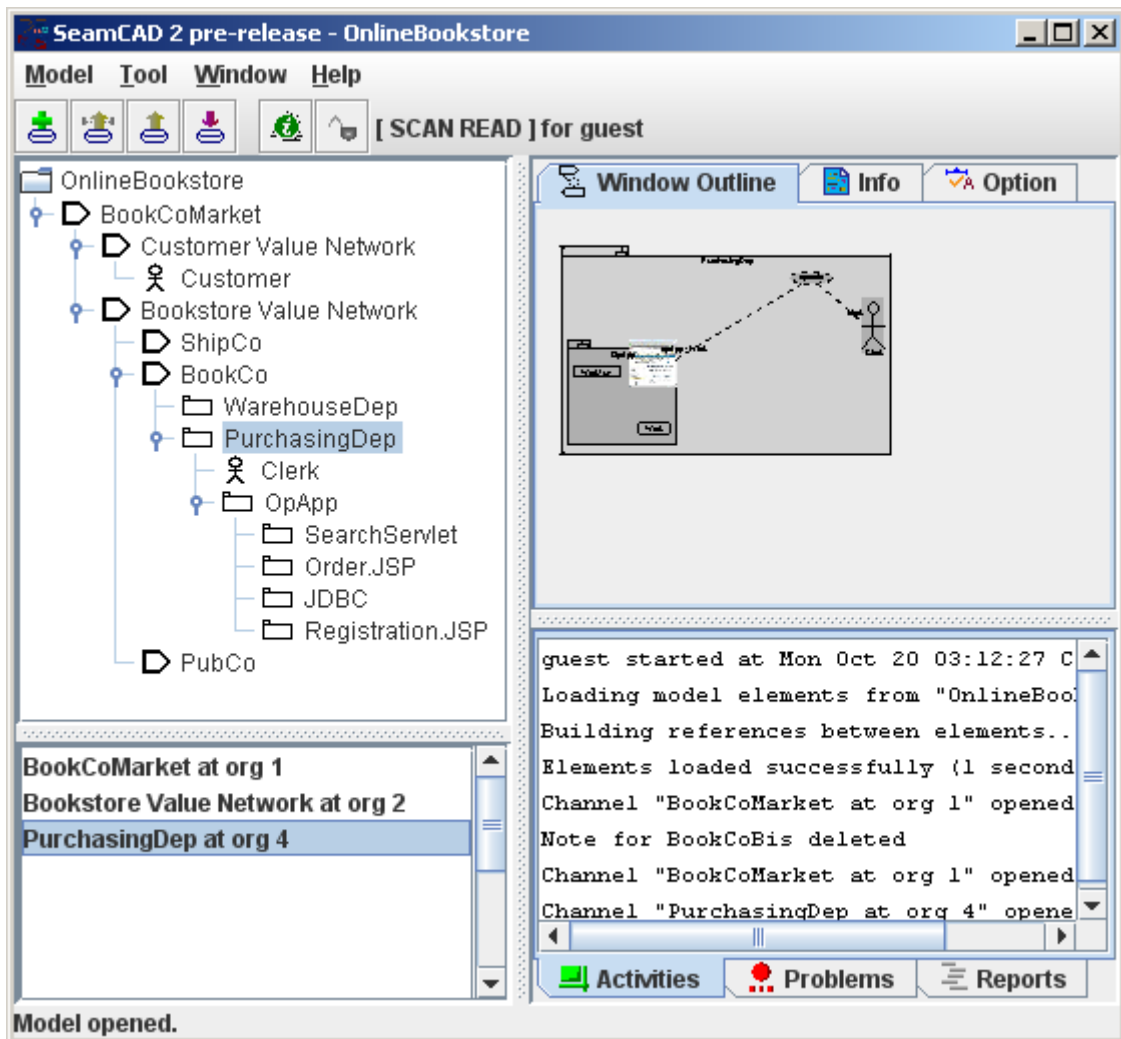 SeamCAD 2 pre-release - OnlineBookstore
Model Tool Window Help
[ SCAN READ ] for guest
OnlineBookstore
BookCoMarket
Customer Value Network
Customer
Bookstore Value Network
ShipCo
BookCo
WarehouseDep
PurchasingDep
Clerk
OpApp
SearchServlet
Order.JSP
JDBC
Registration.JSP
PubCo
BookCoMarket at org 1
Bookstore Value Network at org 2
PurchasingDep at org 4
Window Outline Info Option
PurchasingDep
guest started at Mon Oct 20 03:12:27 C
Loading model elements from "OnlineBoo
Building references between elements..
Elements loaded successfully (1 second
Channel "BookCoMarket at org 1" opened
Note for BookCoBis deleted
Channel "BookCoMarket at org 1" opened
Channel "PurchasingDep at org 4" opene
Activities Problems Reports
Model opened.